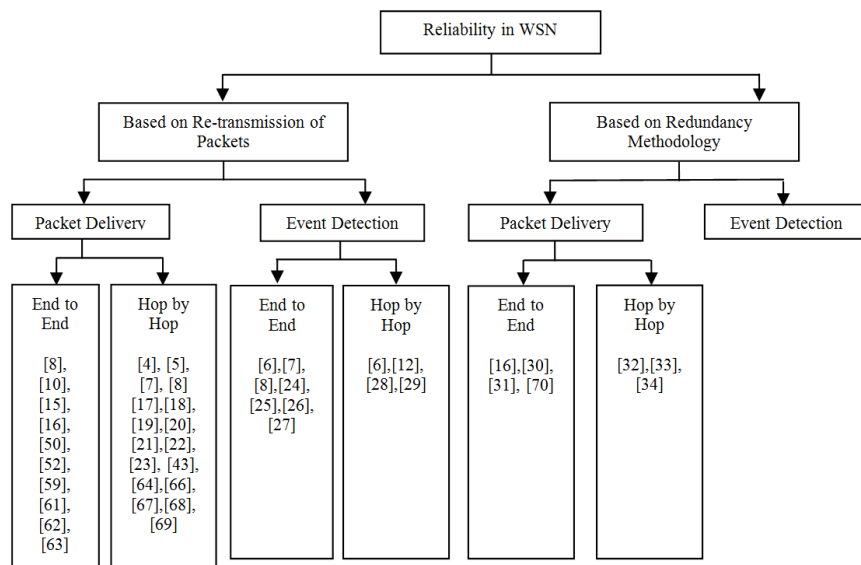 Reliability in WSN
Based on Re-transmission of
Packets
Based on Redundancy
Methodology
Packet Delivery
Event Detection
Packet Delivery
Event Detection
End to
End
[8],
[10],
[15],
[16],
[50],
[52],
[59],
[61],
[62],
[63]
Hop by
Hop
[4], [5],
[7], [8]
[17],[18],
[19],[20],
[21],[22],
[23], [43],
[64],[66],
[67],[68],
[69]
End to
End
[6],[7],
[8],[24],
[25],[26],
[27]
Hop by
Hop
[6],[12],
[28],[29]
End to
End
[16],[30],
[31], [70]
Hop by
Hop
[32],[33],
[34]